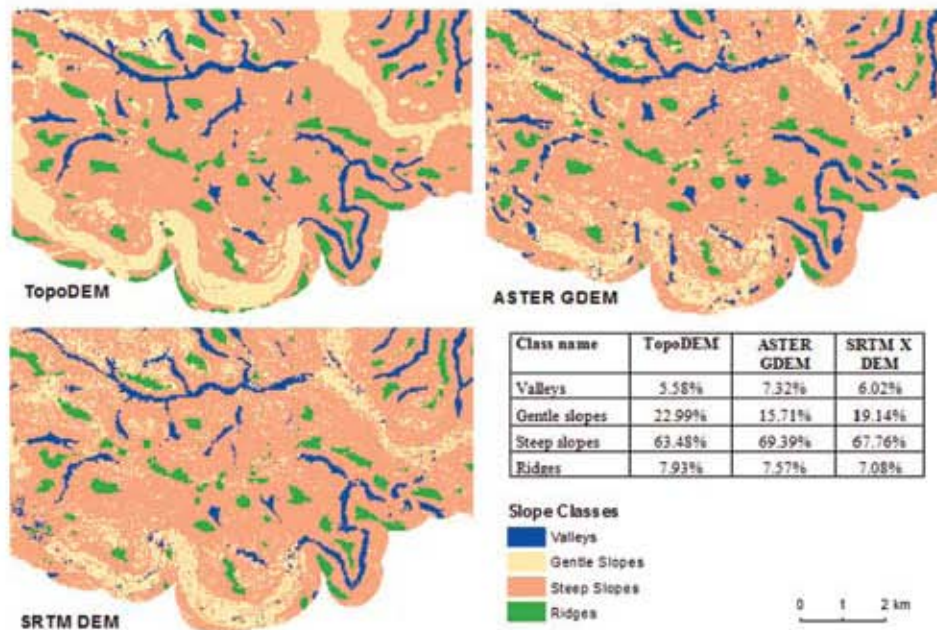 TopoDEM
ASTER GDEM
Class name TopoDEM ASTER GDEM SRTM X DEM
Valleys 5.58% 7.32% 6.02%
Gentle slopes 22.99% 15.71% 19.14%
Steep slopes 63.48% 69.39% 67.76%
Ridges 7.93% 7.57% 7.08%
Slope Classes
Valleys
Gentle Slopes
Steep Slopes
Ridges
SRTM DEM
0 1 2 km